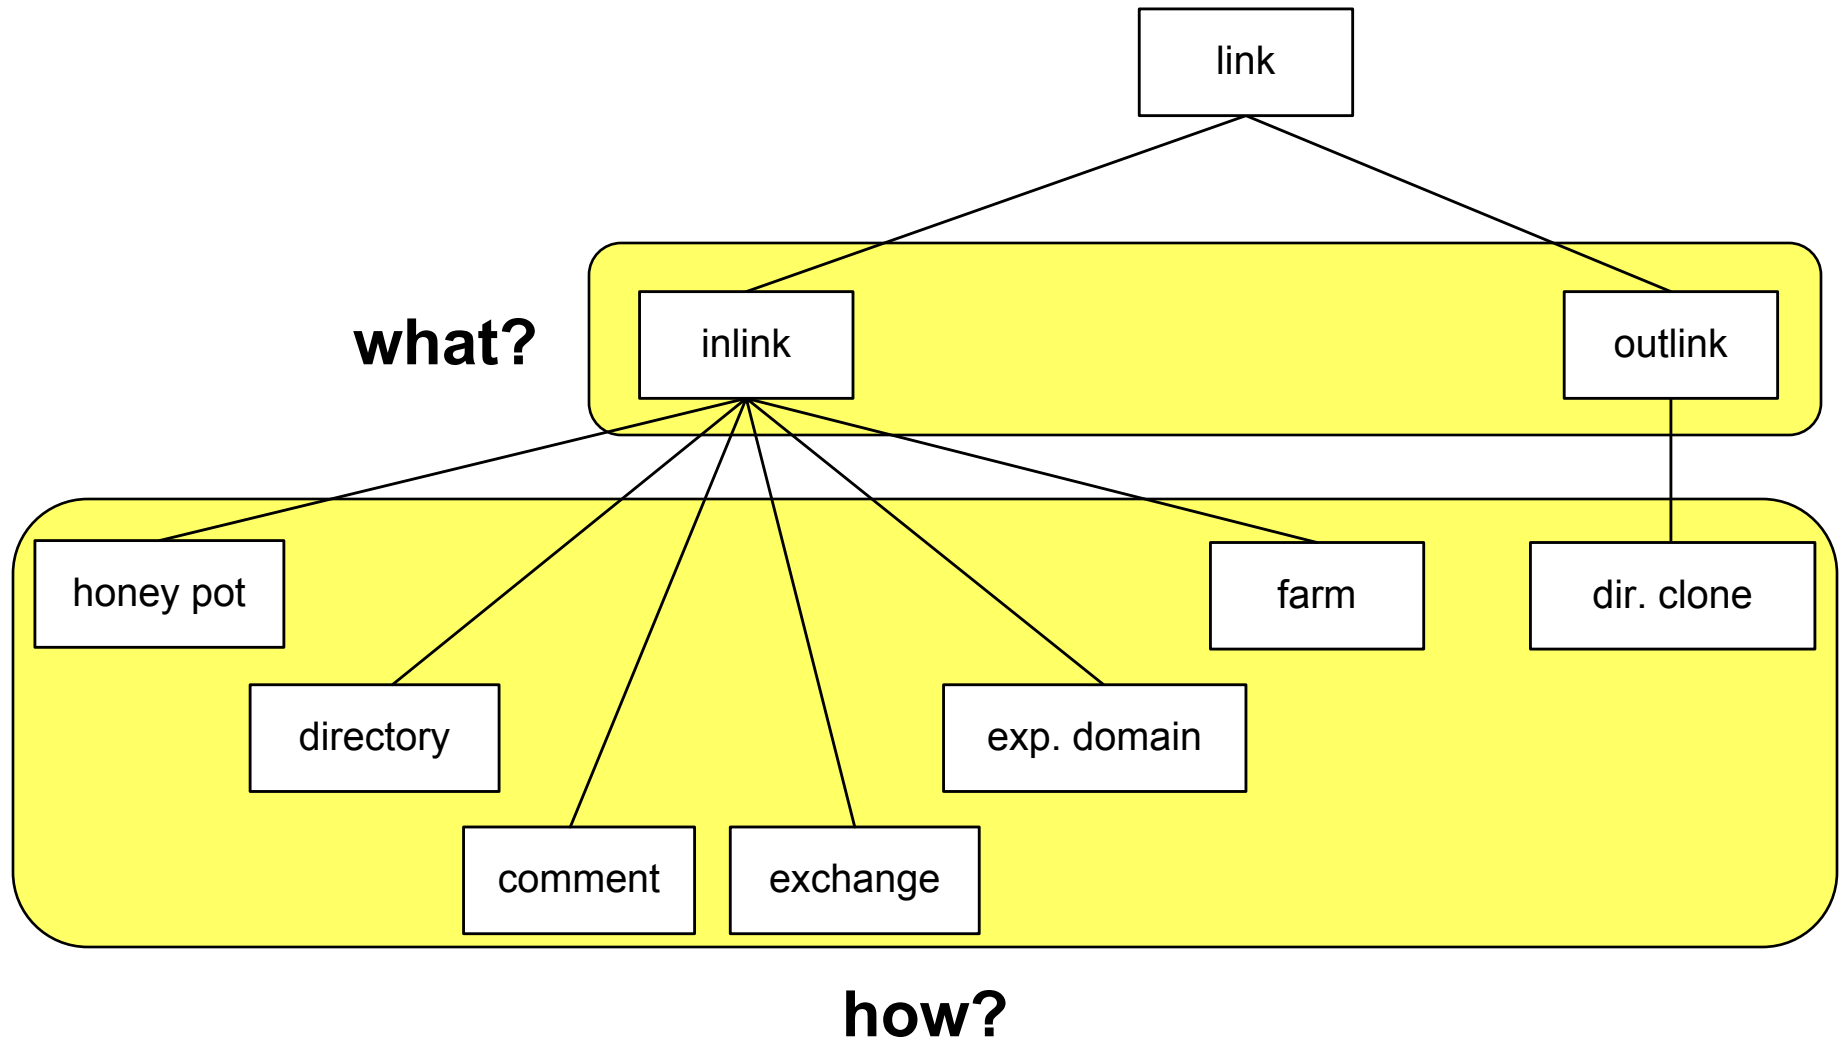 link
what?
inlink
outlink
honey pot
farm
dir. clone
directory
exp. domain
comment
exchange
how?